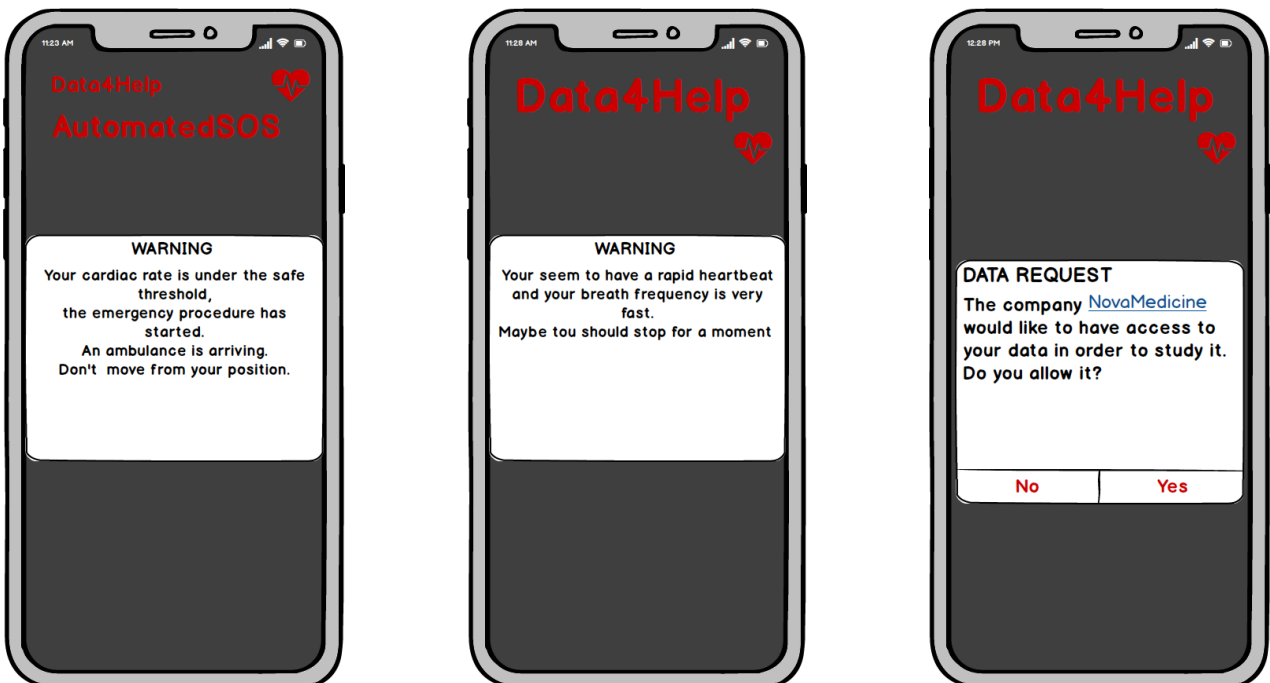 11:23 AM
Data4Help
AutomatedSOS
WARNING
Your cardiac rate is under the safe
threshold,
the emergency procedure has
started.
An ambulance is arriving.
Don't move from your position.
11:28 AM
Data4Help
WARNING
Your seem to have a rapid heartbeat
and your breath frequency is very
fast.
Maybe tou should stop for a moment
12:28 PM
Data4Help
DATA REQUEST
The company NovaMedicine
would like to have access to
your data in order to study it.
Do you allow it?
No Yes